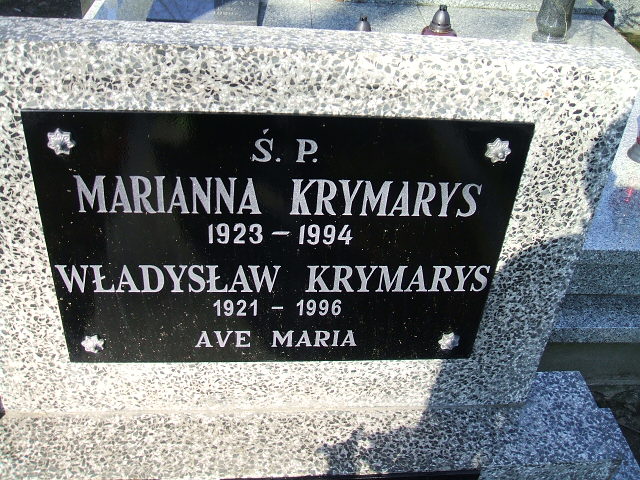 Ś. P.
MARIANNA KRYMARYS
1923 - 1994
WŁADYSŁAW KRYMARYS
1921 - 1996
AVE MARIA